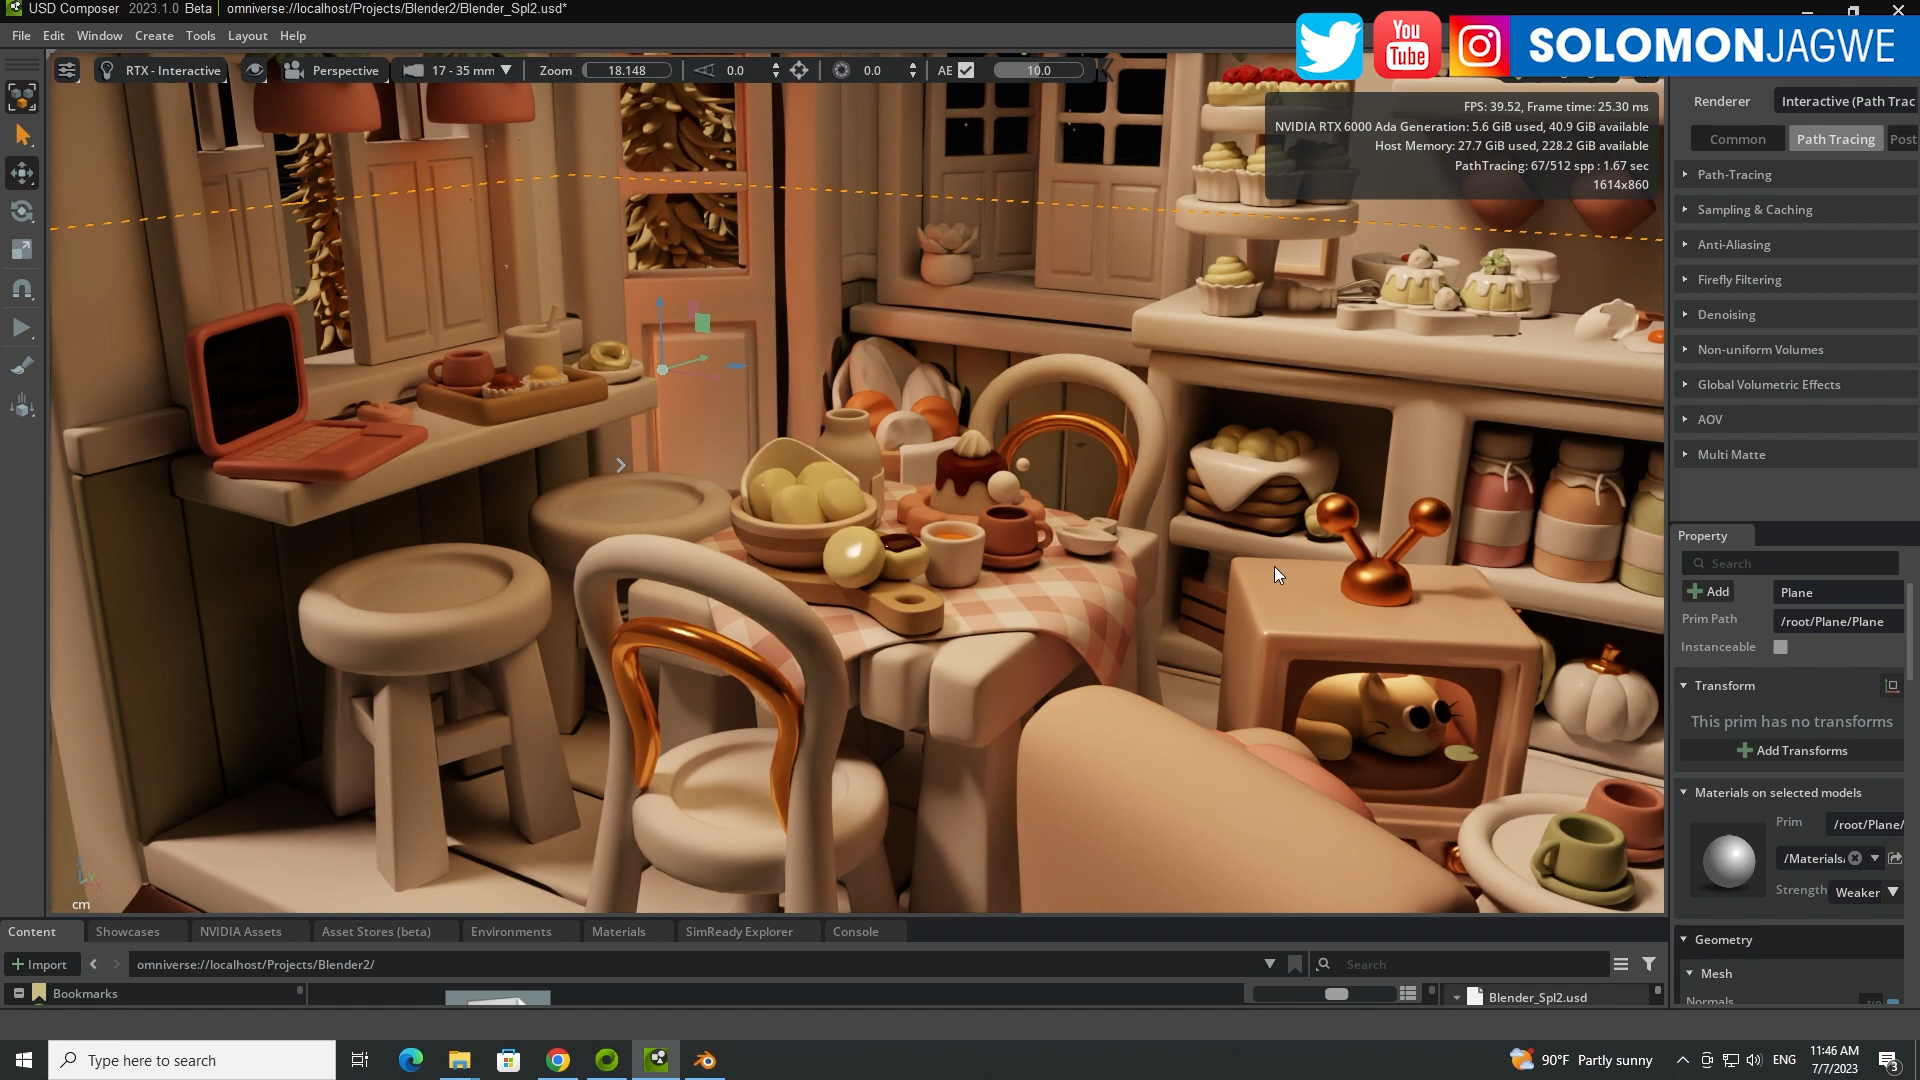 USD Composer 2023.1.0 Beta omniverse://localhost/Projects/Blender2/Blender_Spl2.usd*
File Edit Window Create Tools Layout Help
You
Tube
SOLOMONJAGWE
RTX - Interactive Perspective 17 - 35 mm Zoom 18.148 0.0 0.0 AE 10.0
FPS: 39.52, Frame time: 25.30 ms
NVIDIA RTX 6000 Ada Generation: 5.6 GiB used, 40.9 GiB available
Host Memory: 27.7 GiB used, 228.2 GiB available
PathTracing: 67/512 spp : 1.67 sec
1614x860
Renderer Interactive (Path Trac
Common Path Tracing Post
Path-Tracing
Sampling & Caching
Anti-Aliasing
Firefly Filtering
Denoising
Non-uniform Volumes
Global Volumetric Effects
AOV
Multi Matte
Property
Search
Add Plane
Prim Path /root/Plane/Plane
Instanceable
Transform
This prim has no transforms
Add Transforms
Materials on selected models
Prim /root/Plane/
/Materials/
Strength Weaker
Geometry
Mesh
Normals
Z Y X
cm
Content Showcases NVIDIA Assets Asset Stores (beta) Environments Materials SimReady Explorer Console
Import omniverse://localhost/Projects/Blender2/ Search
Bookmarks Blender_Spl2.usd
Type here to search 90°F Partly sunny ENG 11:46 AM
7/7/2023 3